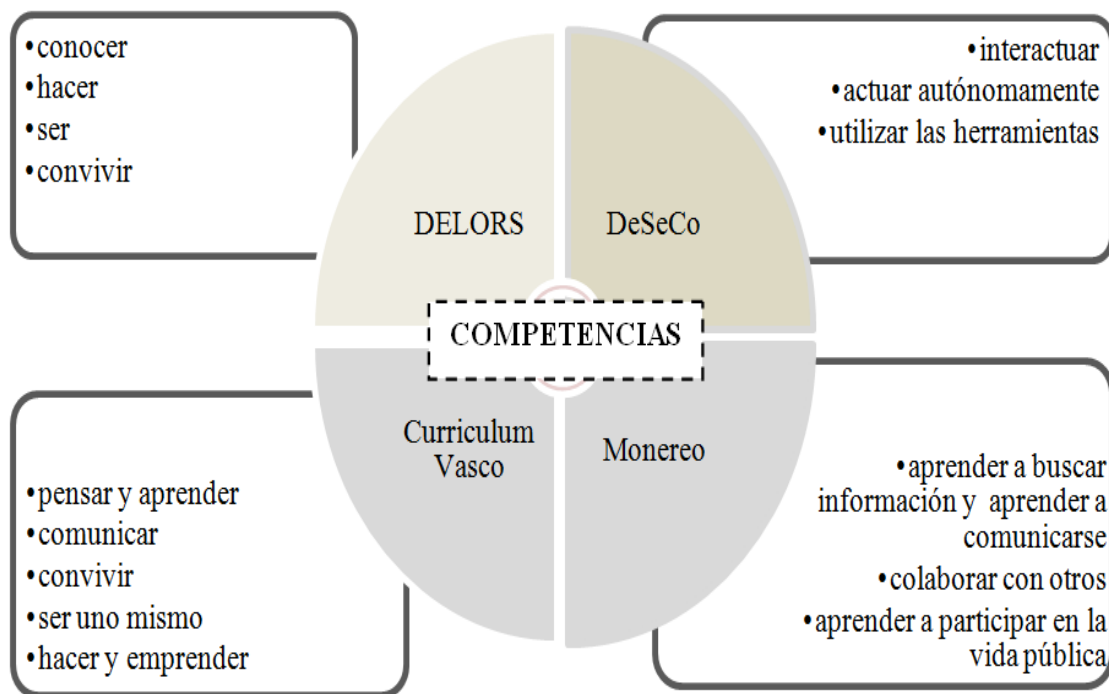 •conocer
•hacer
•ser
•convivir
DELORS
DeSeCo
•interactuar
•actuar autónomamente
•utilizar las herramientas
COMPETENCIAS
Curriculum
Vasco
Monereo
•pensar y aprender
•comunicar
•convivir
•ser uno mismo
•hacer y emprender
•aprender a buscar
información y aprender a
comunicarse
•colaborar con otros
•aprender a participar en la
vida pública